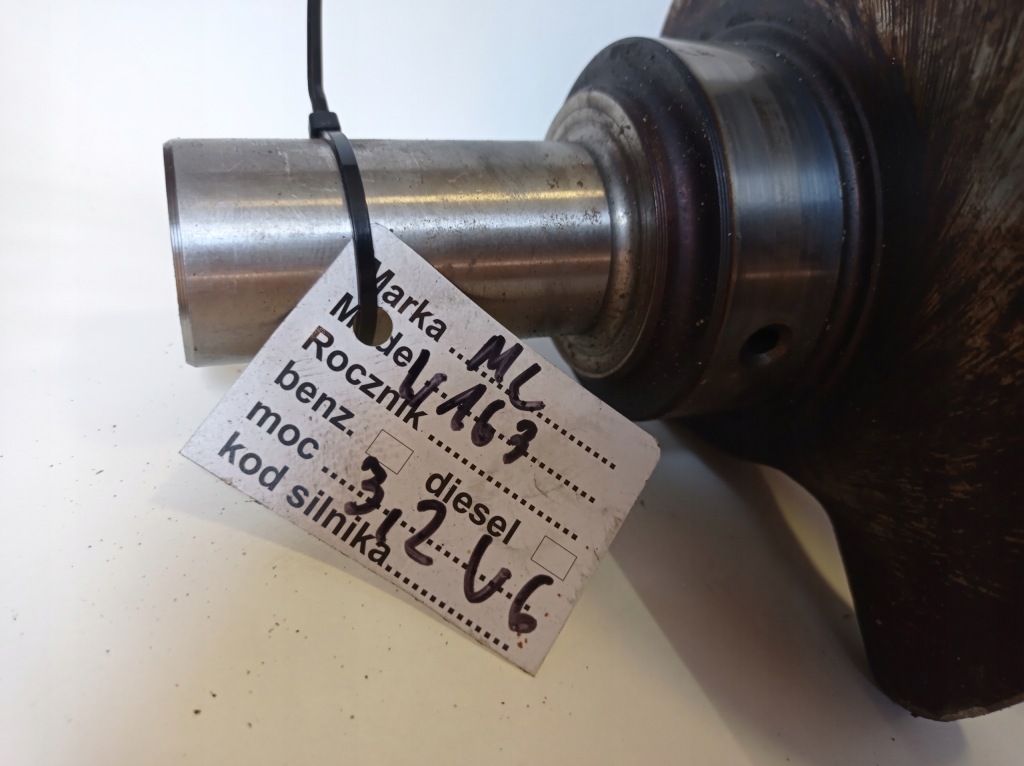 Marka ... ML
Model W163
Rocznik
benz. diesel
moc 3,2 V6
kod silnika